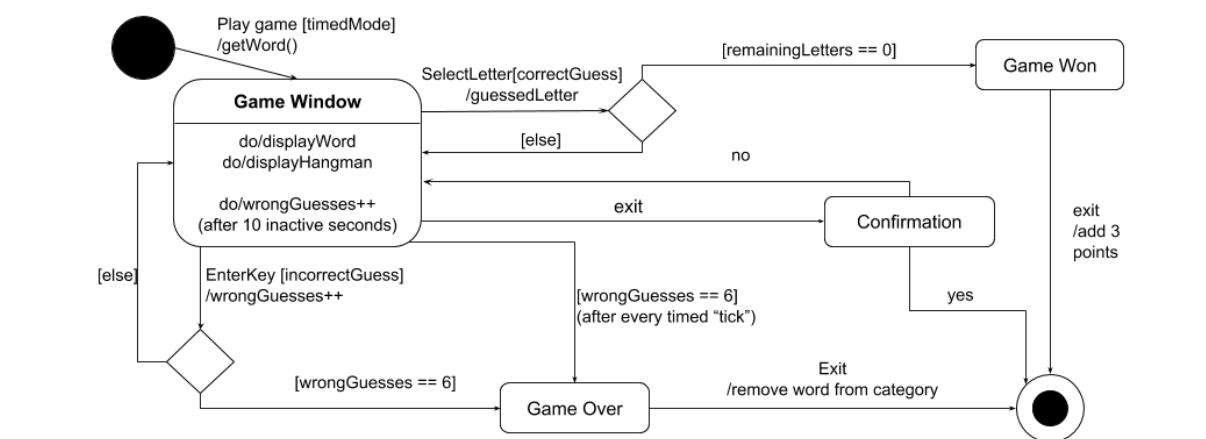 Play game [timedMode]
/getWord()
[remainingLetters == 0]
Game Won
SelectLetter[correctGuess]
/guessedLetter
Game Window
do/displayWord
do/displayHangman
do/wrongGuesses++
(after 10 inactive seconds)
[else]
no
exit
Confirmation
exit
/add 3
points
[else]
EnterKey [incorrectGuess]
/wrongGuesses++
[wrongGuesses == 6]
(after every timed “tick”)
yes
[wrongGuesses == 6]
Game Over
Exit
/remove word from category